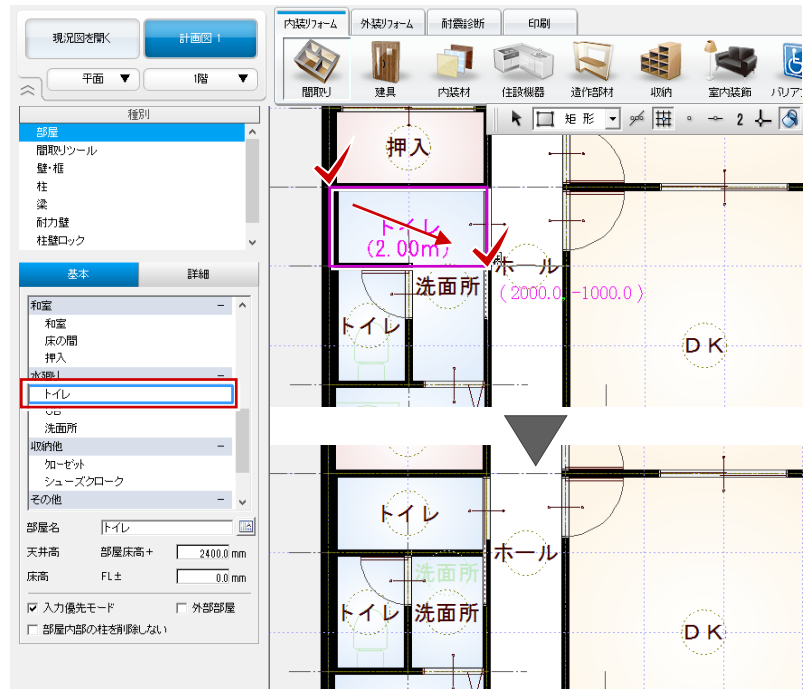 現況図を開く
計画図 1
平面 ▼
1階 ▼
内装リフォーム
外装リフォーム
耐震診断
印刷
間取り
建具
内装材
住設機器
造作部材
収納
室内装飾
バリアフ
矩 形
2
種別
部屋
間取りツール
壁・框
柱
梁
耐力壁
柱壁ロック
基本
詳細
和室
和室
床の間
押入
水廻り
トイレ
UB
洗面所
収納他
クローゼット
シューズクローク
その他
部屋名
トイレ
天井高
部屋床高+
2400.0 mm
床高
FL±
0.0 mm
入力優先モード
外部部屋
部屋内部の柱を削除しない
押入
トイレ
(2.00m)
ホール
(2000.0,-1000.0)
洗面所
トイレ
DK
トイレ
ホール
洗面所
トイレ
洗面所
DK